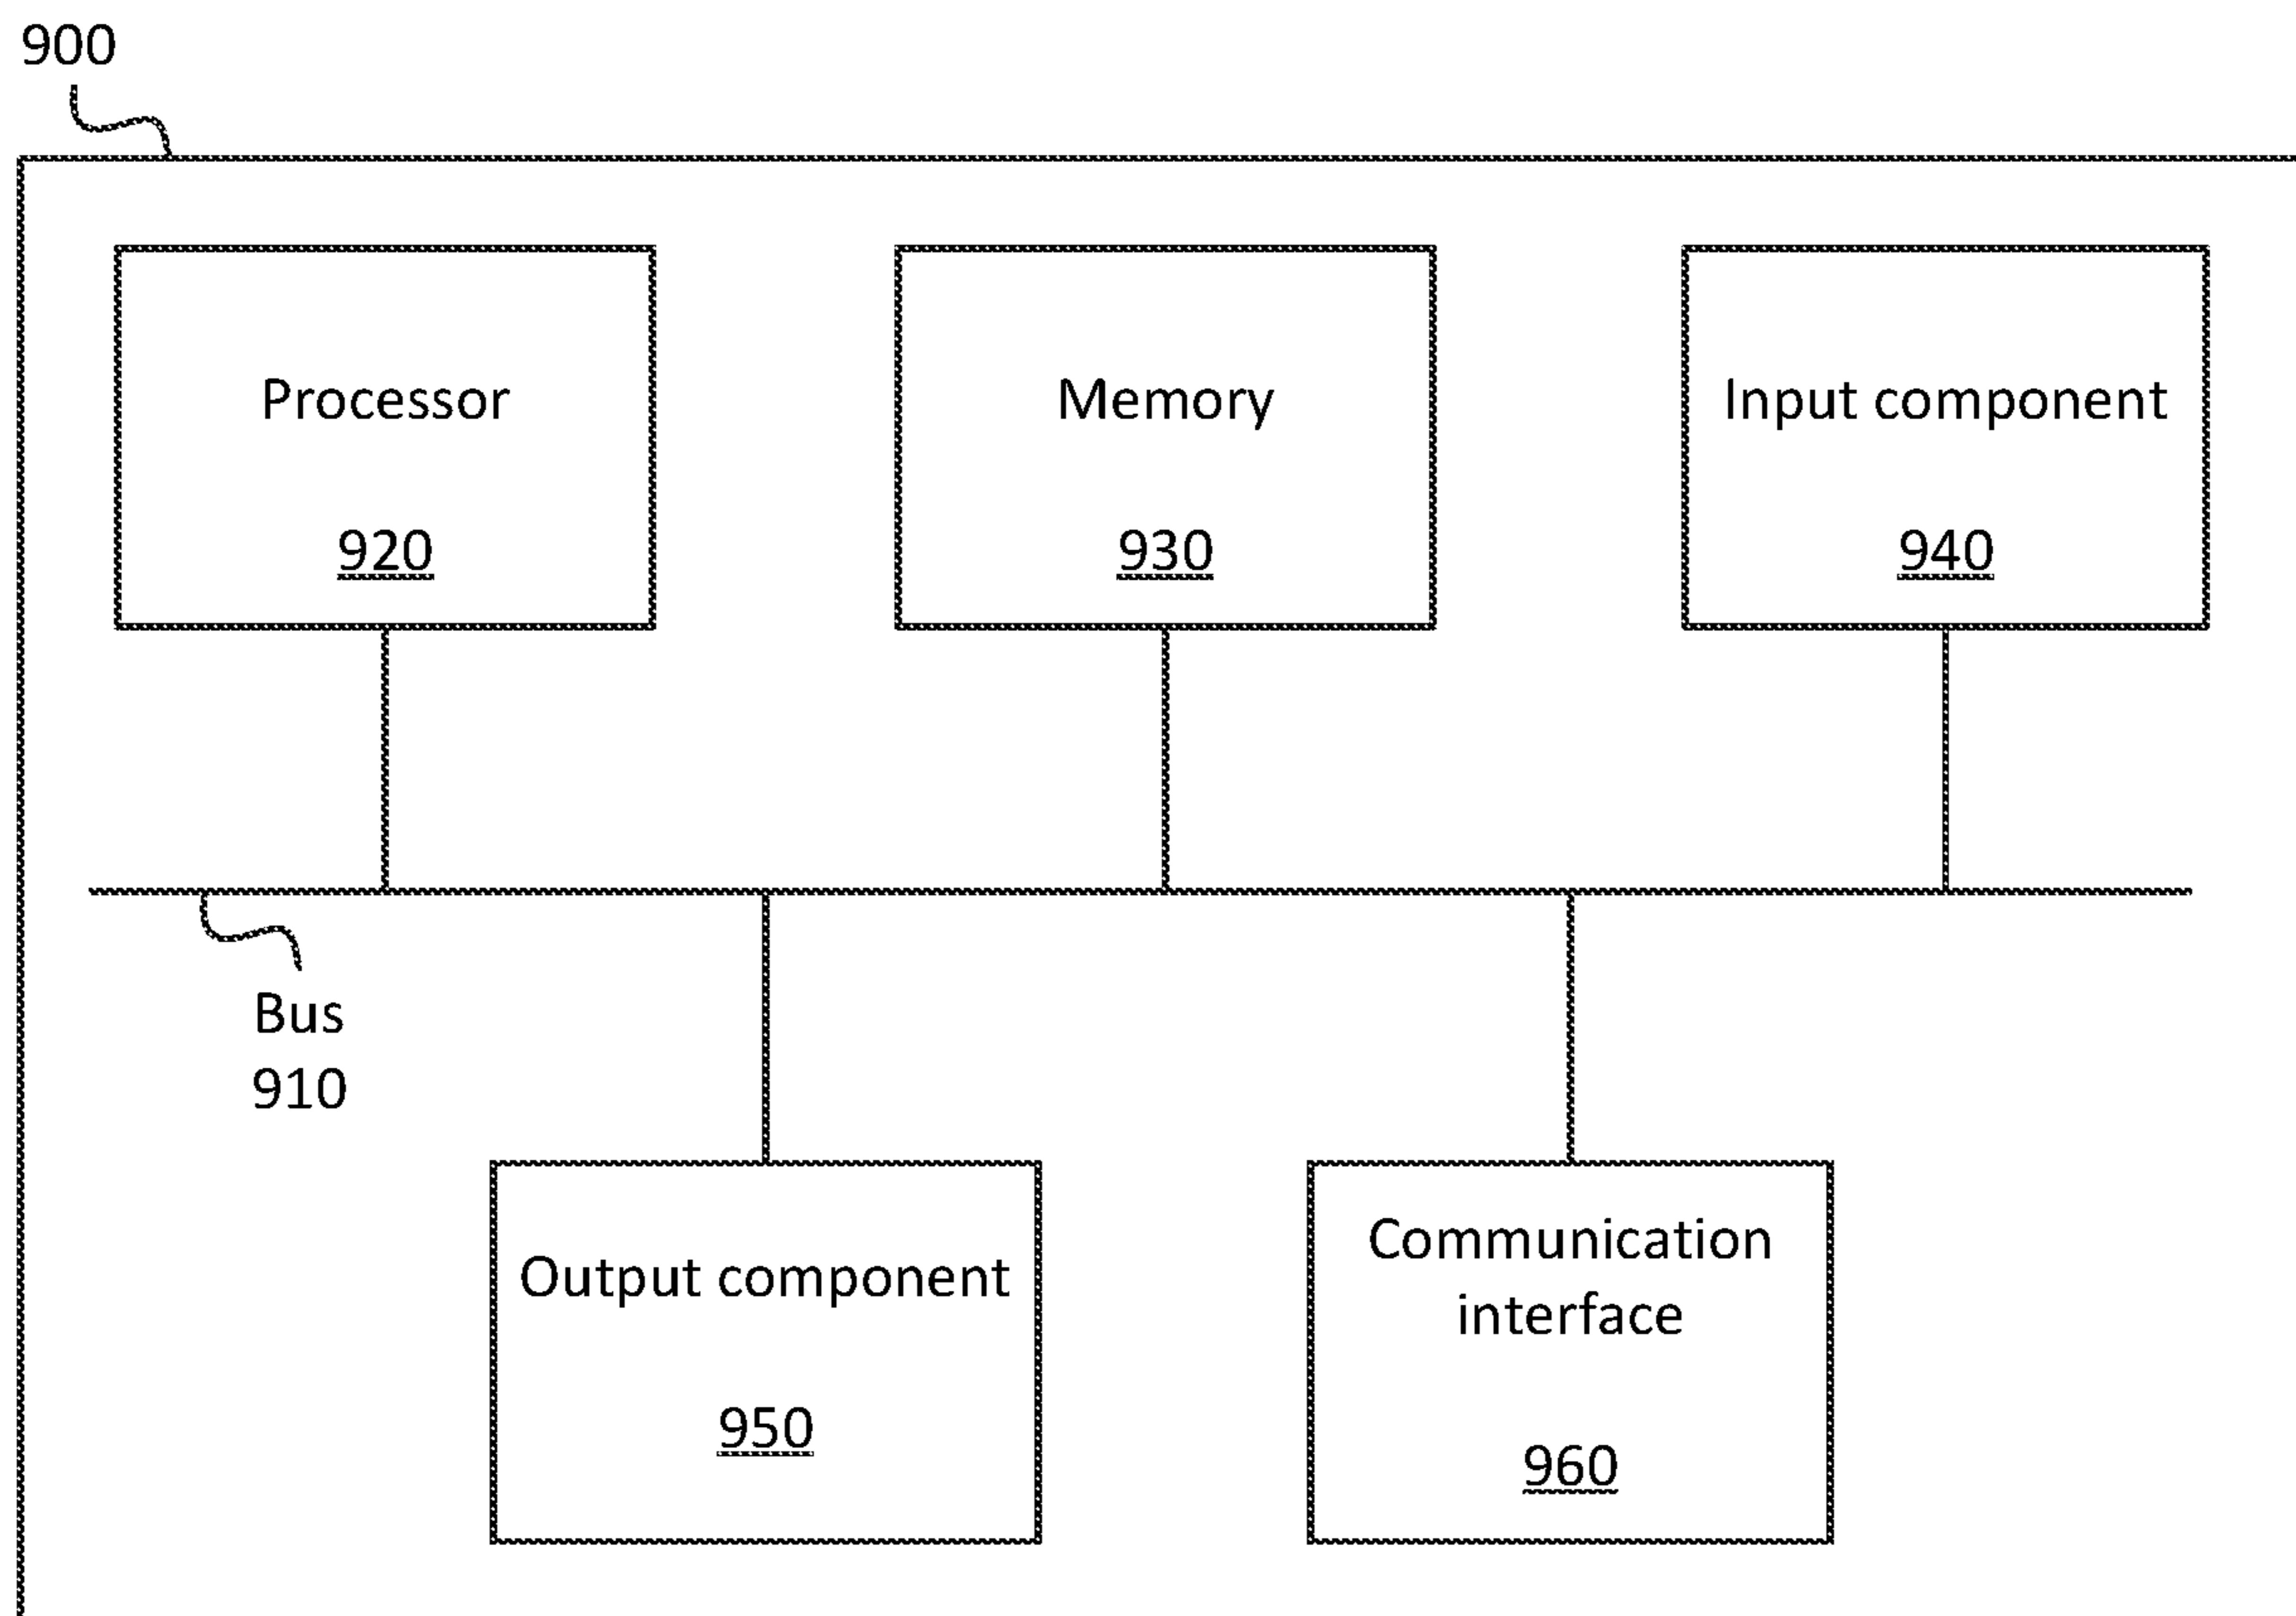 900
Processor
920
Memory
930
Input component
940
Bus
910
Output component
950
Communication
interface
960